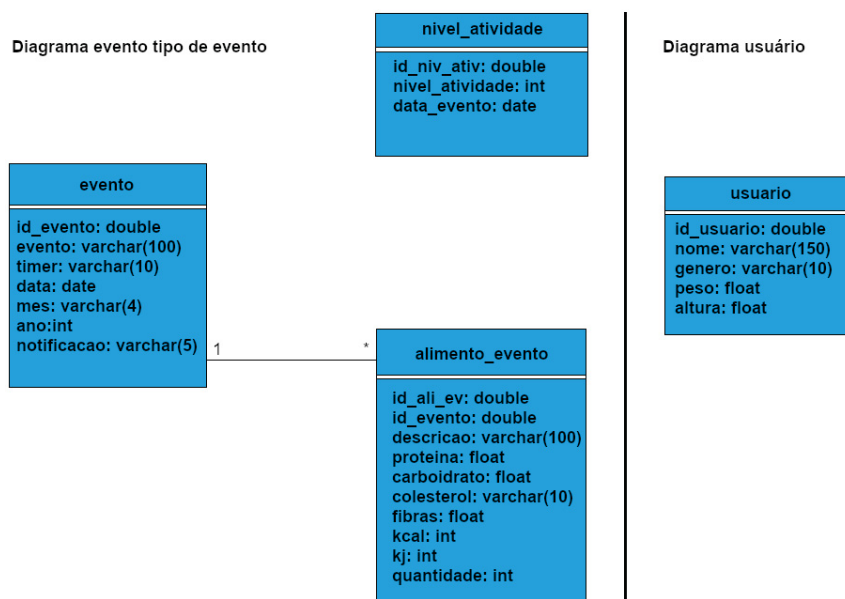 Diagrama evento tipo de evento
nivel_atividade
id_niv_ativ: double
nivel_atividade: int
data_evento: date
evento
id_evento: double
evento: varchar(100)
timer: varchar(10)
data: date
mes: varchar(4)
ano:int
notificacao: varchar(5)
1
*
alimento_evento
id_ali_ev: double
id_evento: double
descricao: varchar(100)
proteina: float
carboidrato: float
colesterol: varchar(10)
fibras: float
kcal: int
kj: int
quantidade: int
Diagrama usuário
usuario
id_usuario: double
nome: varchar(150)
genero: varchar(10)
peso: float
altura: float